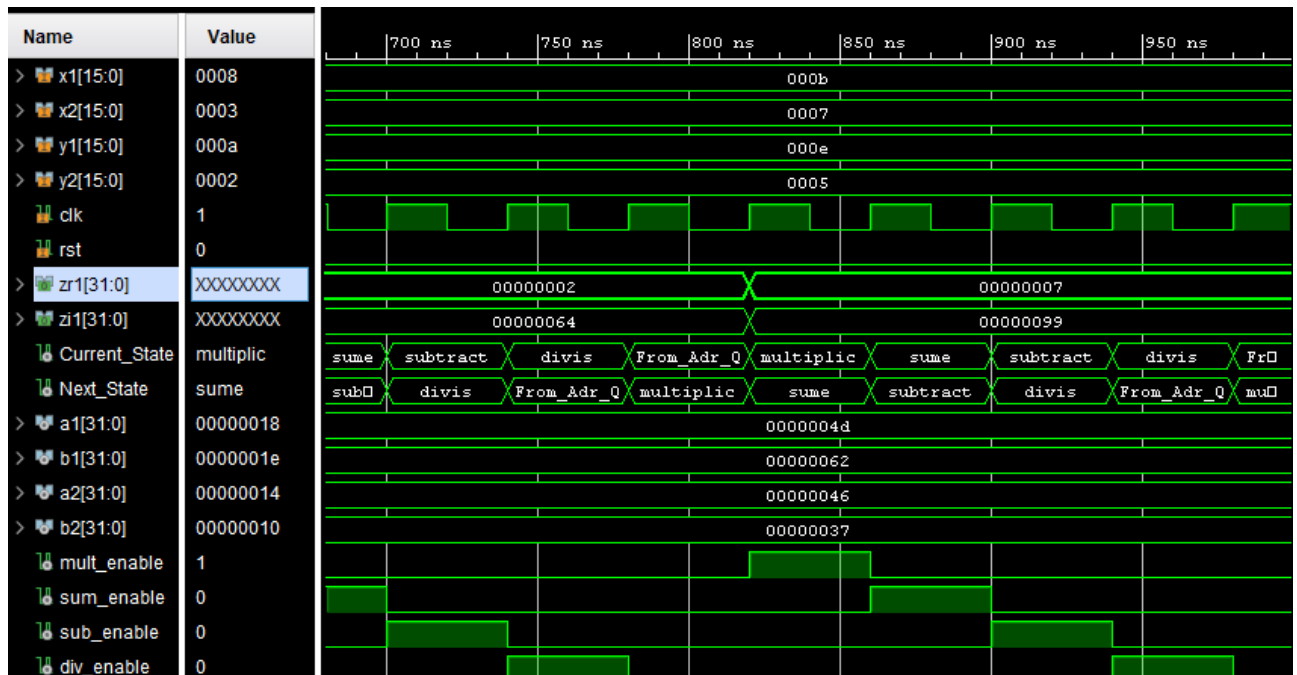 Name Value 700 ns 750 ns 800 ns 850 ns 900 ns 950 ns
x1[15:0] 0008 000b
x2[15:0] 0003 0007
y1[15:0] 000a 000e
y2[15:0] 0002 0005
clk 1
rst 0
zr1[31:0] XXXXXXXX 00000002 00000007
zi1[31:0] XXXXXXXX 00000064 00000099
Current_State multiplic sume subtract divis From_Adr_Q multiplic sume subtract divis Fr□
Next_State sume sub□ divis From_Adr_Q multiplic sume subtract divis From_Adr_Q mu□
a1[31:0] 00000018 0000004d
b1[31:0] 0000001e 00000062
a2[31:0] 00000014 00000046
b2[31:0] 00000010 00000037
mult_enable 1
sum_enable 0
sub_enable 0
div_enable 0